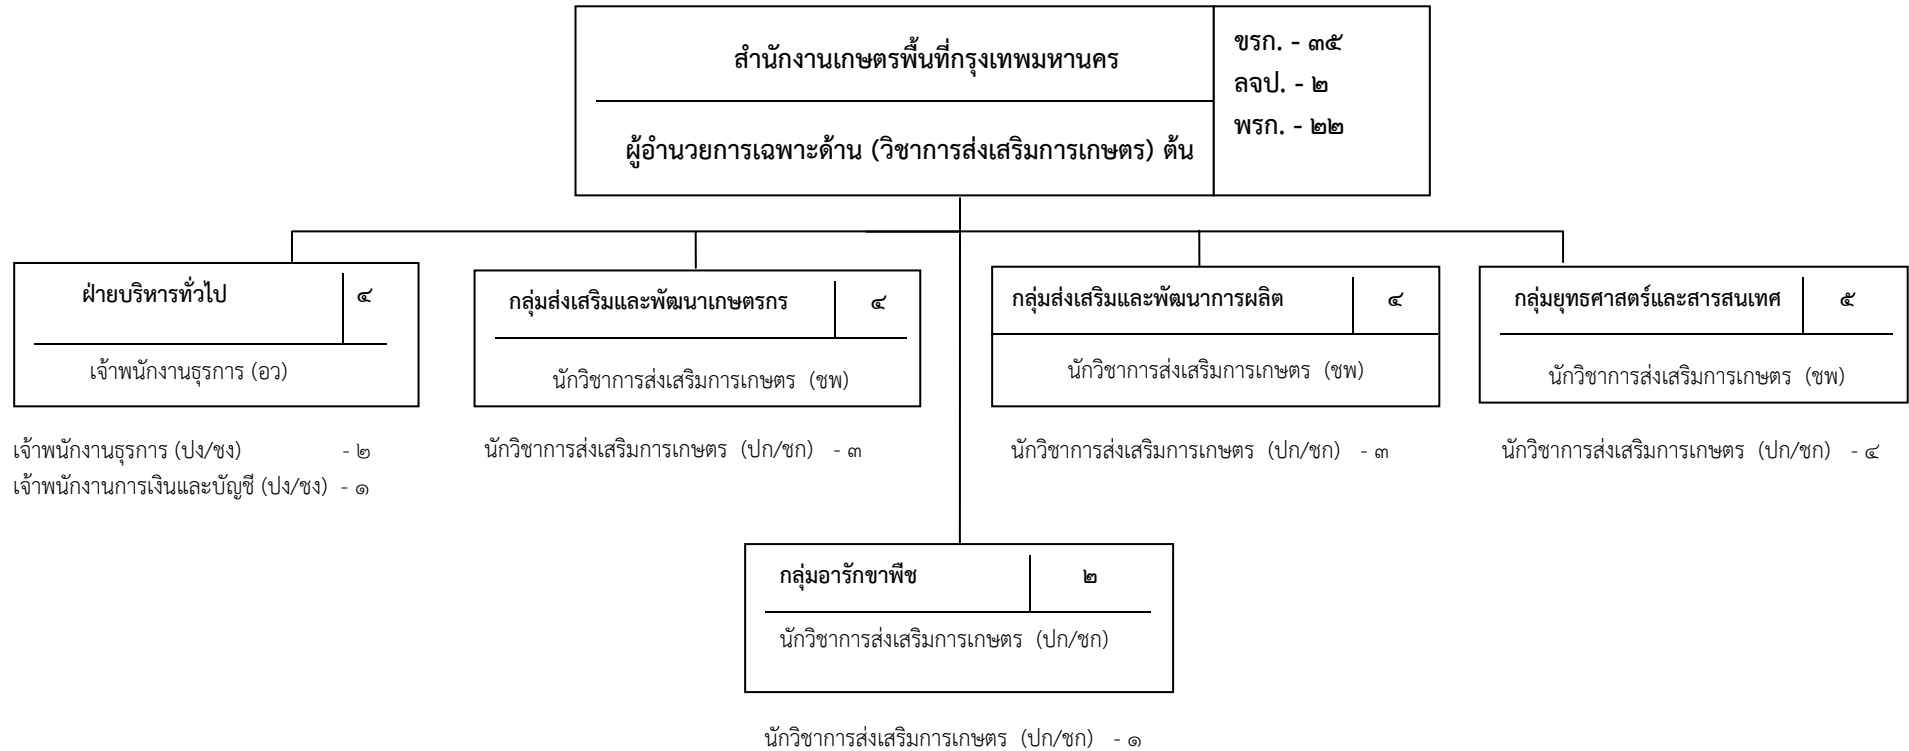 สำนักงานเกษตรพื้นที่กรุงเทพมหานคร
ผู้อำนวยการเฉพาะด้าน (วิชาการส่งเสริมการเกษตร) ต้น
ขรก. - ๓๕
ลจป. - ๒
พรก. - ๒๒
ฝ่ายบริหารทั่วไป ๔
เจ้าพนักงานธุรการ (อว)
เจ้าพนักงานธุรการ (ปง/ชง) - ๒
เจ้าพนักงานการเงินและบัญชี (ปง/ชง) - ๑
กลุ่มส่งเสริมและพัฒนาเกษตรกร ๔
นักวิชาการส่งเสริมการเกษตร (ชพ)
นักวิชาการส่งเสริมการเกษตร (ปก/ชก) - ๓
กลุ่มส่งเสริมและพัฒนาการผลิต ๔
นักวิชาการส่งเสริมการเกษตร (ชพ)
นักวิชาการส่งเสริมการเกษตร (ปก/ชก) - ๓
กลุ่มยุทธศาสตร์และสารสนเทศ ๕
นักวิชาการส่งเสริมการเกษตร (ชพ)
นักวิชาการส่งเสริมการเกษตร (ปก/ชก) - ๔
กลุ่มอารักขาพืช ๒
นักวิชาการส่งเสริมการเกษตร (ปก/ชก)
นักวิชาการส่งเสริมการเกษตร (ปก/ชก) - ๑